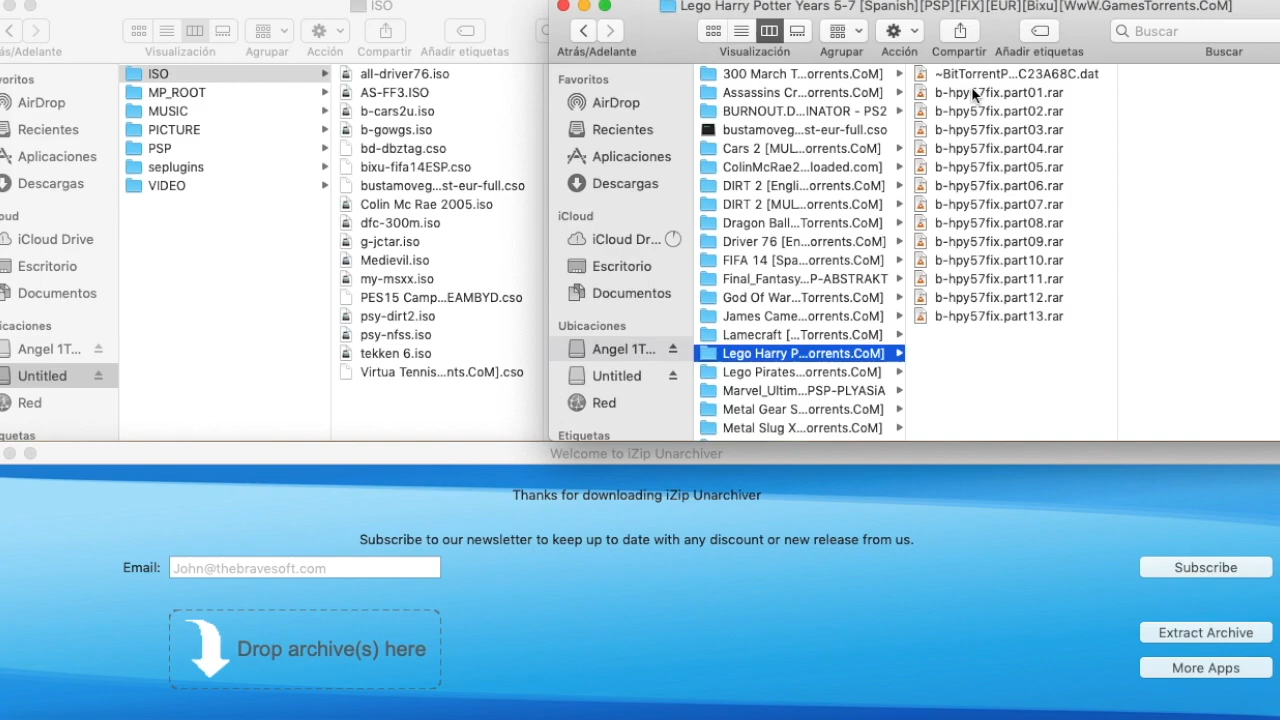 ISO
ás/Adelante
Visualización
Agrupar
Acción
Compartir
Añadir etiquetas
voritos
AirDrop
Recientes
Aplicaciones
Descargas
oud
iCloud Drive
Escritorio
Documentos
icaciones
Angel 1T...
Untitled
Red
quetas
ISO
MP_ROOT
MUSIC
PICTURE
PSP
seplugins
VIDEO
all-driver76.iso
AS-FF3.ISO
b-cars2u.iso
b-gowgs.iso
bd-dbztag.cso
bixu-fifa14ESP.cso
bustamoveg...st-eur-full.cso
Colin Mc Rae 2005.iso
dfc-300m.iso
g-jctar.iso
Medievil.iso
my-msxx.iso
PES15 Camp...EAMBYD.cso
psy-dirt2.iso
psy-nfss.iso
tekken 6.iso
Virtua Tennis...nts.CoM].cso
Lego Harry Potter Years 5-7 [Spanish][PSP][FIX][EUR][Bixu][WwW.GamesTorrents.CoM]
Atrás/Adelante
Visualización
Agrupar
Acción
Compartir
Añadir etiquetas
Buscar
Buscar
Favoritos
AirDrop
Recientes
Aplicaciones
Descargas
iCloud
iCloud Dr...
Escritorio
Documentos
Ubicaciones
Angel 1T...
Untitled
Red
Etiquetas
300 March T...orrents.CoM]
Assassins Cr...orrents.CoM]
BURNOUT.D...INATOR - PS2
bustamoveg...st-eur-full.cso
Cars 2 [MUL...orrents.CoM]
ColinMcRae2...loaded.com]
DIRT 2 [Engli...orrents.CoM]
DIRT 2 [MUL...orrents.CoM]
Dragon Ball...Torrents.CoM]
Driver 76 [En...orrents.CoM]
FIFA 14 [Spa...orrents.CoM]
Final_Fantasy...P-ABSTRAKT
God Of War...Torrents.CoM]
James Came...orrents.CoM]
Lamecraft [...Torrents.CoM]
Lego Harry P...orrents.CoM]
Lego Pirates...orrents.CoM]
Marvel_Ultim...PSP-PLYASiA
Metal Gear S...orrents.CoM]
Metal Slug X...orrents.CoM]
~BitTorrentP...C23A68C.dat
b-hpy57fix.part01.rar
b-hpy57fix.part02.rar
b-hpy57fix.part03.rar
b-hpy57fix.part04.rar
b-hpy57fix.part05.rar
b-hpy57fix.part06.rar
b-hpy57fix.part07.rar
b-hpy57fix.part08.rar
b-hpy57fix.part09.rar
b-hpy57fix.part10.rar
b-hpy57fix.part11.rar
b-hpy57fix.part12.rar
b-hpy57fix.part13.rar
Welcome to iZip Unarchiver
Thanks for downloading iZip Unarchiver
Subscribe to our newsletter to keep up to date with any discount or new release from us.
Email:
John@thebravesoft.com
Subscribe
Drop archive(s) here
Extract Archive
More Apps